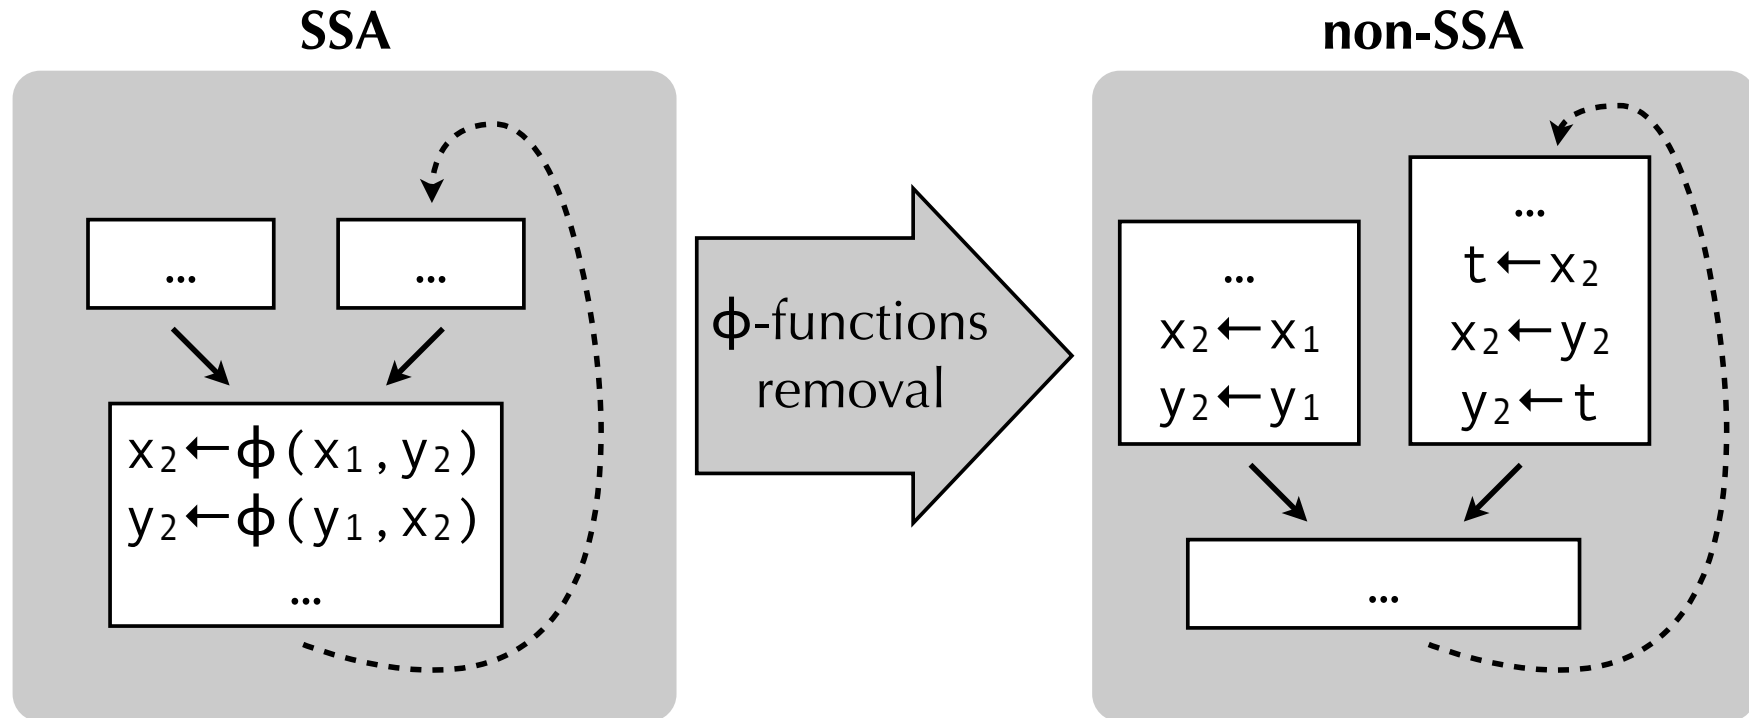 SSA
...
...
x₂←ϕ(x₁,y₂)
y₂←ϕ(y₁,x₂)
...
ϕ-functions
removal
non-SSA
...
x₂←x₁
y₂←y₁
...
t←x₂
x₂←y₂
y₂←t
...